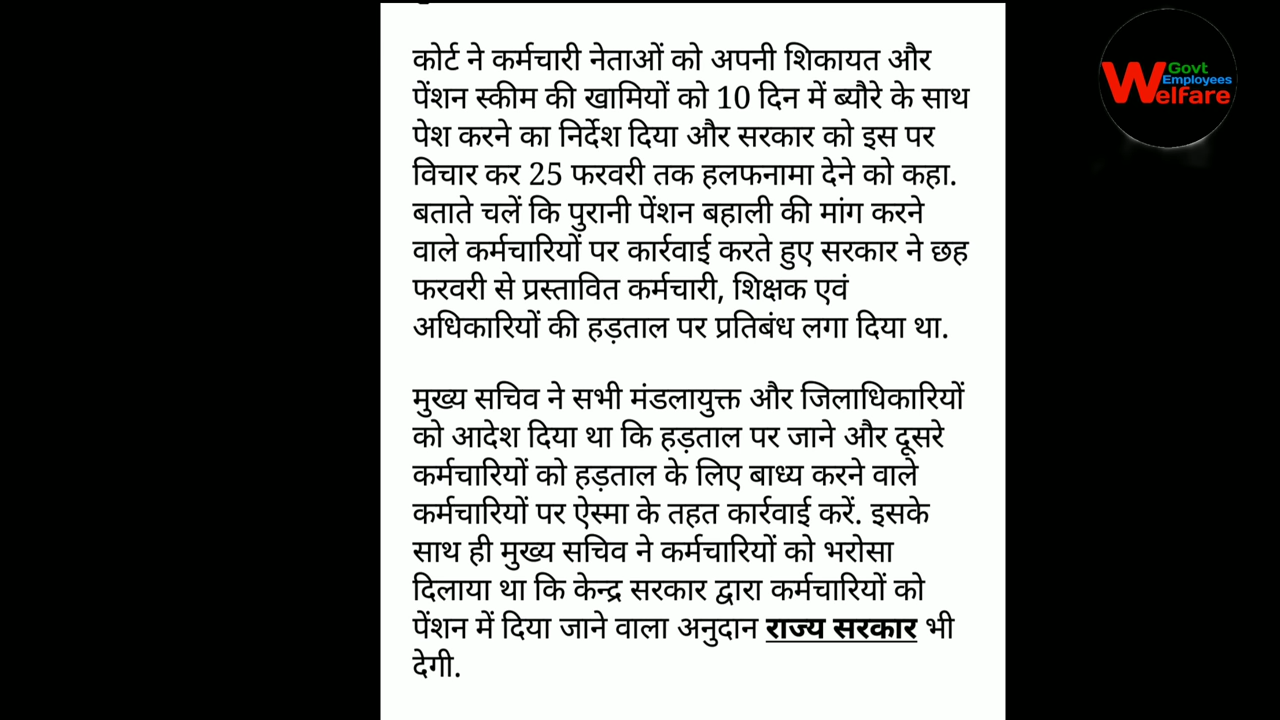 कोर्ट ने कर्मचारी नेताओं को अपनी शिकायत और
पेंशन स्कीम की खामियों को 10 दिन में ब्यौरे के साथ
पेश करने का निर्देश दिया और सरकार को इस पर
विचार कर 25 फरवरी तक हलफनामा देने को कहा.
बताते चलें कि पुरानी पेंशन बहाली की मांग करने
वाले कर्मचारियों पर कार्रवाई करते हुए सरकार ने छह
फरवरी से प्रस्तावित कर्मचारी, शिक्षक एवं
अधिकारियों की हड़ताल पर प्रतिबंध लगा दिया था.
मुख्य सचिव ने सभी मंडलायुक्त और जिलाधिकारियों
को आदेश दिया था कि हड़ताल पर जाने और दूसरे
कर्मचारियों को हड़ताल के लिए बाध्य करने वाले
कर्मचारियों पर ऐस्मा के तहत कार्रवाई करें. इसके
साथ ही मुख्य सचिव ने कर्मचारियों को भरोसा
दिलाया था कि केन्द्र सरकार द्वारा कर्मचारियों को
पेंशन में दिया जाने वाला अनुदान राज्य सरकार भी
देगी.
Govt
Employees
Welfare